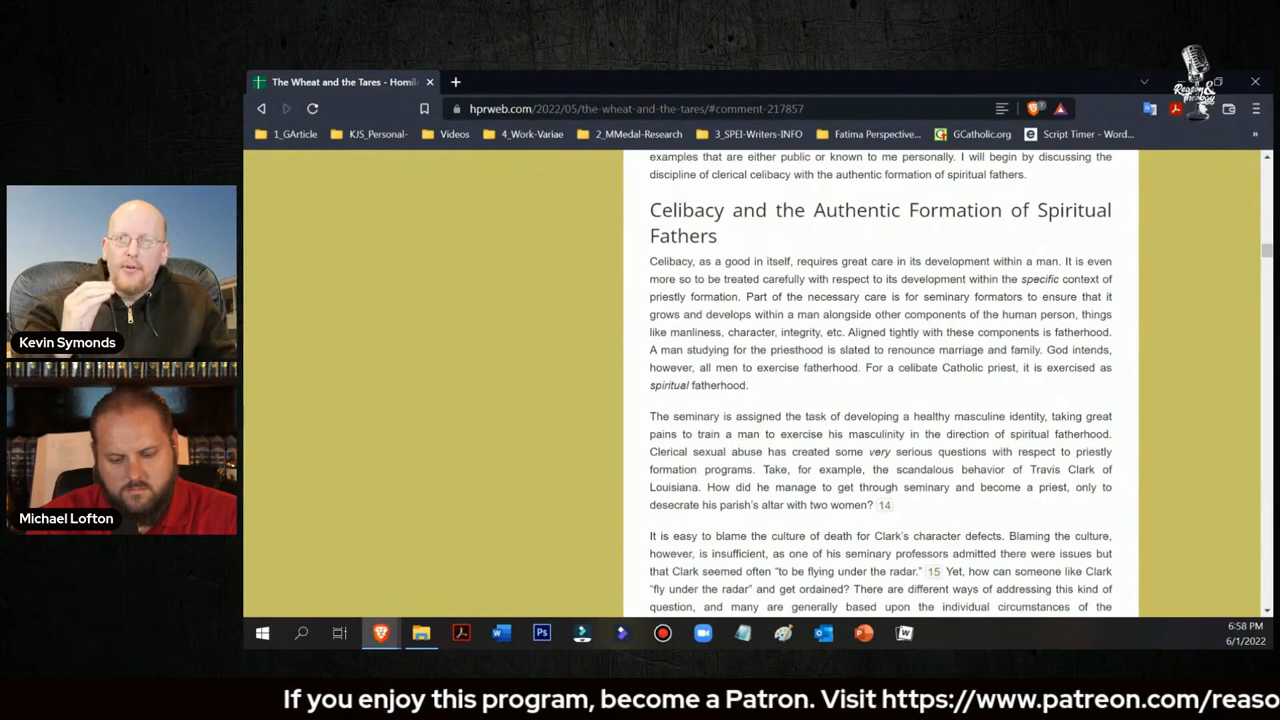 Reason &
Theology
The Wheat and the Tares - Homil
hprweb.com/2022/05/the-wheat-and-the-tares/#comment-217857
1_GArticle
KJS_Personal-
Videos
4_Work-Variae
2_MMedal-Research
3_SPEI-Writers-INFO
Fatima Perspective...
GCatholic.org
Script Timer - Word...
examples that are either public or known to me personally. I will begin by discussing the
discipline of clerical celibacy with the authentic formation of spiritual fathers.
Celibacy and the Authentic Formation of Spiritual
Fathers
Celibacy, as a good in itself, requires great care in its development within a man. It is even
more so to be treated carefully with respect to its development within the specific context of
priestly formation. Part of the necessary care is for seminary formators to ensure that it
grows and develops within a man alongside other components of the human person, things
like manliness, character, integrity, etc. Aligned tightly with these components is fatherhood.
A man studying for the priesthood is slated to renounce marriage and family. God intends,
however, all men to exercise fatherhood. For a celibate Catholic priest, it is exercised as
spiritual fatherhood.
The seminary is assigned the task of developing a healthy masculine identity, taking great
pains to train a man to exercise his masculinity in the direction of spiritual fatherhood.
Clerical sexual abuse has created some very serious questions with respect to priestly
formation programs. Take, for example, the scandalous behavior of Travis Clark of
Louisiana. How did he manage to get through seminary and become a priest, only to
desecrate his parish's altar with two women? 14
It is easy to blame the culture of death for Clark's character defects. Blaming the culture,
however, is insufficient, as one of his seminary professors admitted there were issues but
that Clark seemed often “to be flying under the radar.” 15 Yet, how can someone like Clark
“fly under the radar” and get ordained? There are different ways of addressing this kind of
question, and many are generally based upon the individual circumstances of the
Kevin Symonds
Michael Lofton
6:58 PM
6/1/2022
If you enjoy this program, become a Patron. Visit https://www.patreon.com/reaso